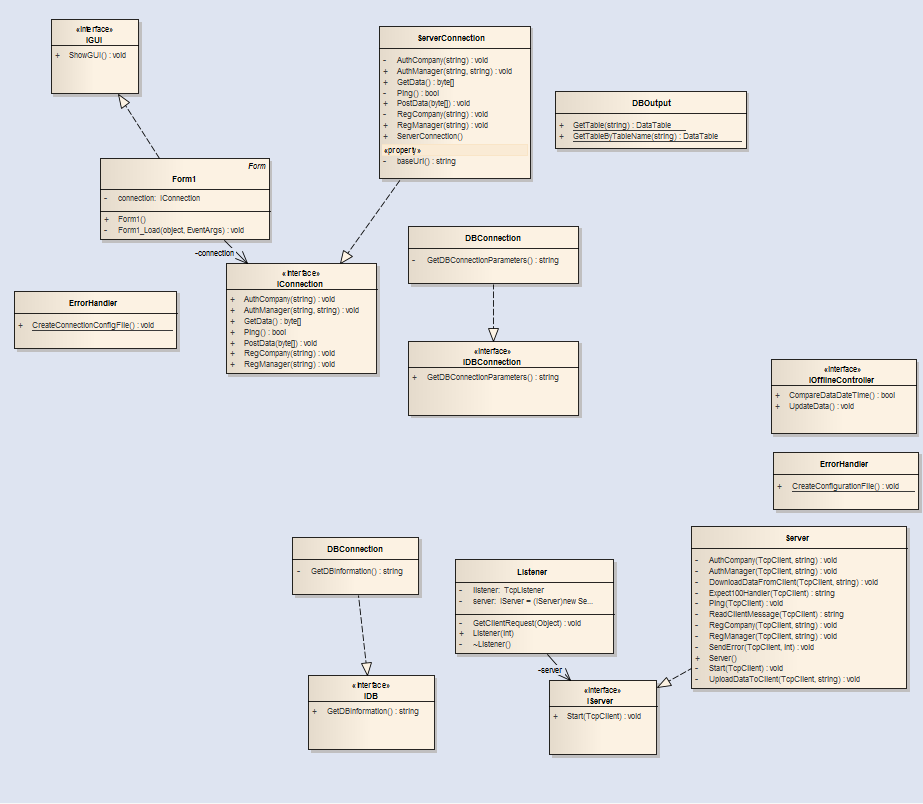 «interface»
IGUI
+ ShowGUI() : void
ServerConnection
- AuthCompany(string) : void
+ AuthManager(string, string) : void
+ GetData() : byte[]
- Ping() : bool
+ PostData(byte[]) : void
- RegCompany(string) : void
+ RegManager(string) : void
+ ServerConnection()
«property»
- baseUri() : string
DBOutput
+ GetTable(string) : DataTable
+ GetTableByTableName(string) : DataTable
Form
Form1
- connection: IConnection
+ Form1()
- Form1_Load(object, EventArgs) : void
-connection
«interface»
IConnection
+ AuthCompany(string) : void
+ AuthManager(string, string) : void
+ GetData() : byte[]
+ Ping() : bool
+ PostData(byte[]) : void
+ RegCompany(string) : void
+ RegManager(string) : void
DBConnection
- GetDBConnectionParameters() : string
ErrorHandler
+ CreateConnectionConfigFile() : void
«interface»
IDBConnection
+ GetDBConnectionParameters() : string
«interface»
IOfflineController
+ CompareDataDateTime() : bool
+ UpdateData() : void
ErrorHandler
+ CreateConfigurationFile() : void
DBConnection
- GetDBInformation() : string
Listener
- listener: TcpListener
- server: IServer = (IServer)new Se...
- GetClientRequest(Object) : void
+ Listener(int)
- ~Listener()
Server
- AuthCompany(TcpClient, string) : void
- AuthManager(TcpClient, string) : void
- DownloadDataFromClient(TcpClient, string) : void
- Expect100Handler(TcpClient) : string
- Ping(TcpClient) : void
- ReadClientMessage(TcpClient) : string
- RegCompany(TcpClient, string) : void
- RegManager(TcpClient, string) : void
- SendError(TcpClient, int) : void
+ Server()
- Start(TcpClient) : void
- UploadDataToClient(TcpClient, string) : void
-server
«interface»
IDB
+ GetDBInformation() : string
«interface»
IServer
+ Start(TcpClient) : void